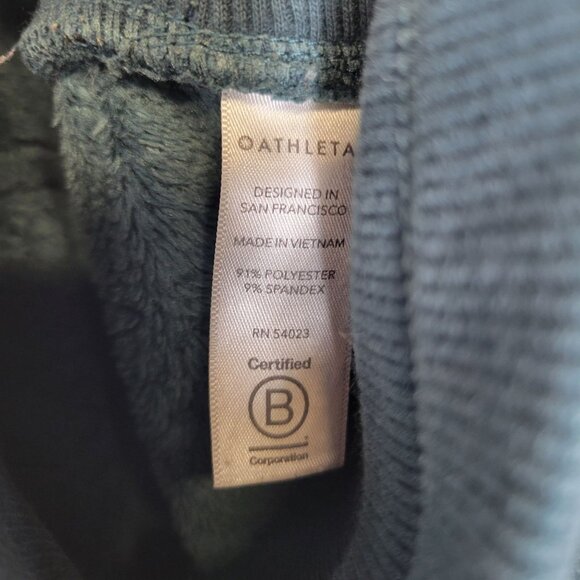 ATHLETA
DESIGNED IN
SAN FRANCISCO
MADE IN VIETNAM
91% POLYESTER
9% SPANDEX
RN 54023
Certified
B
Corporation